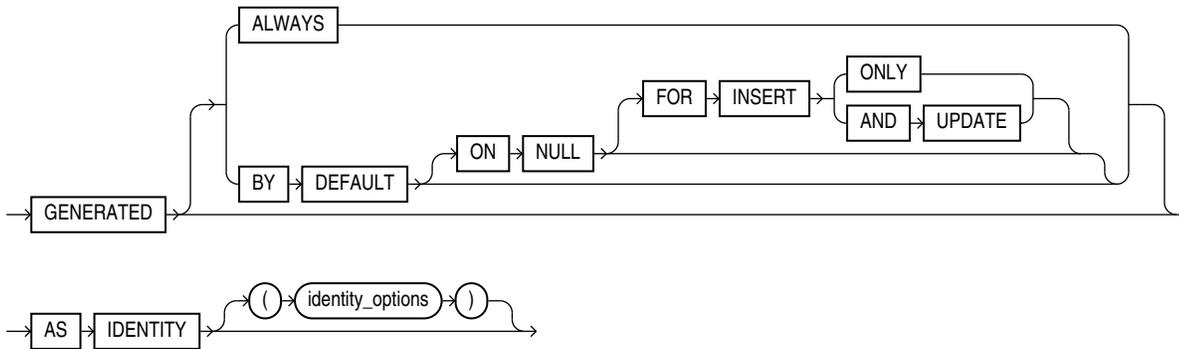 ALWAYS
FOR INSERT ONLY
AND UPDATE
ON NULL
BY DEFAULT
GENERATED
AS IDENTITY ( identity_options )